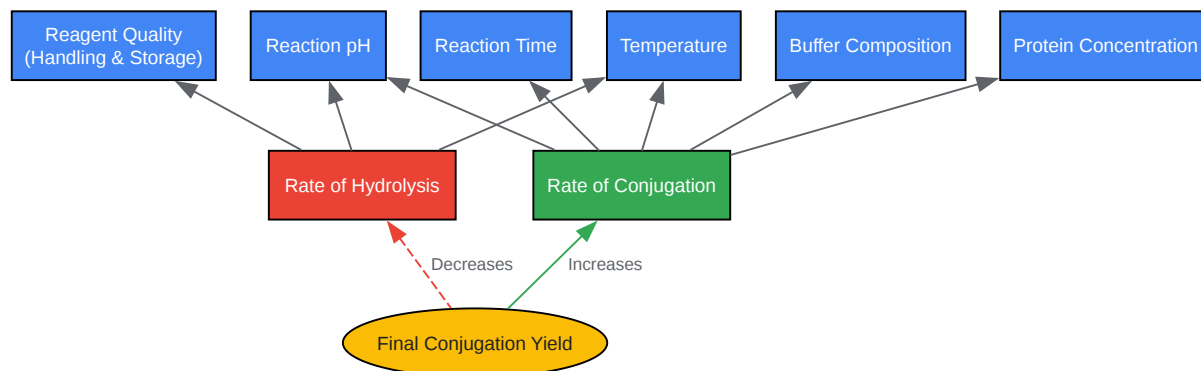 Reagent Quality
(Handling & Storage)
Reaction pH
Reaction Time
Temperature
Buffer Composition
Protein Concentration
Rate of Hydrolysis
Rate of Conjugation
Decreases
Increases
Final Conjugation Yield